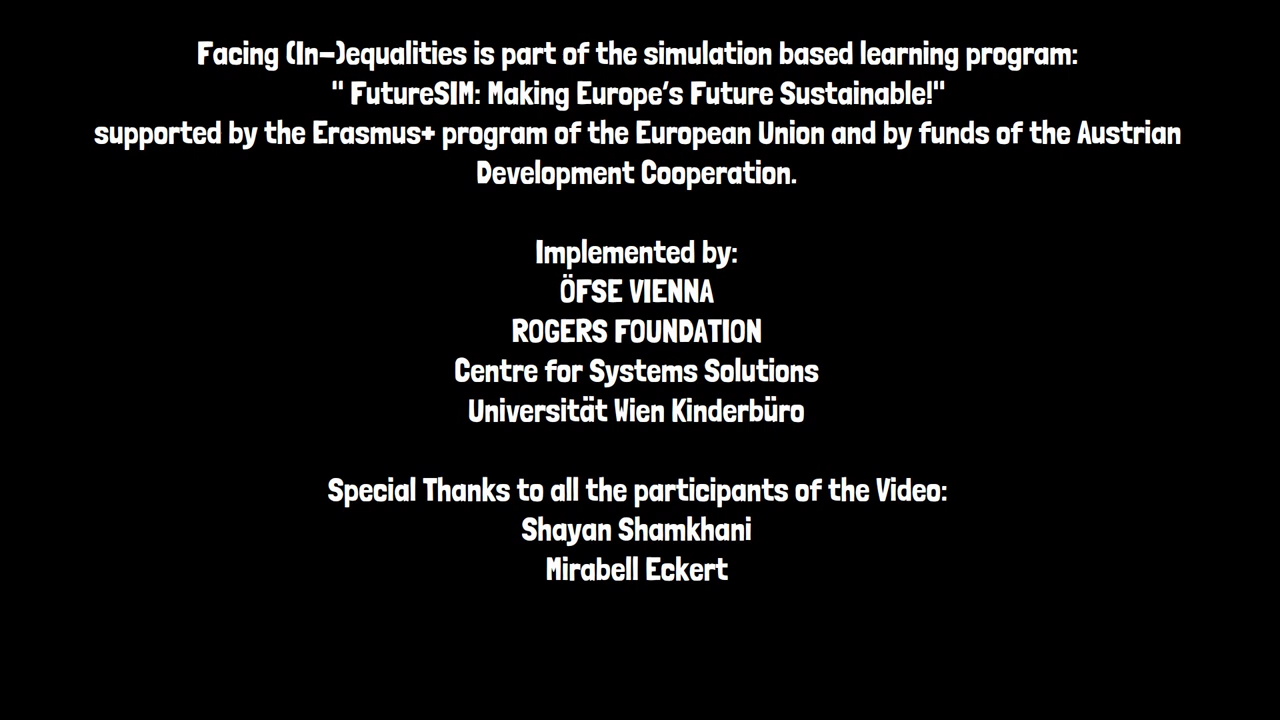 Facing (In-)equalities is part of the simulation based learning program:
" FutureSIM: Making Europe's Future Sustainable!"
supported by the Erasmus+ program of the European Union and by funds of the Austrian
Development Cooperation.
Implemented by:
ÖFSE VIENNA
ROGERS FOUNDATION
Centre for Systems Solutions
Universität Wien Kinderbüro
Special Thanks to all the participants of the Video:
Shayan Shamkhani
Mirabell Eckert